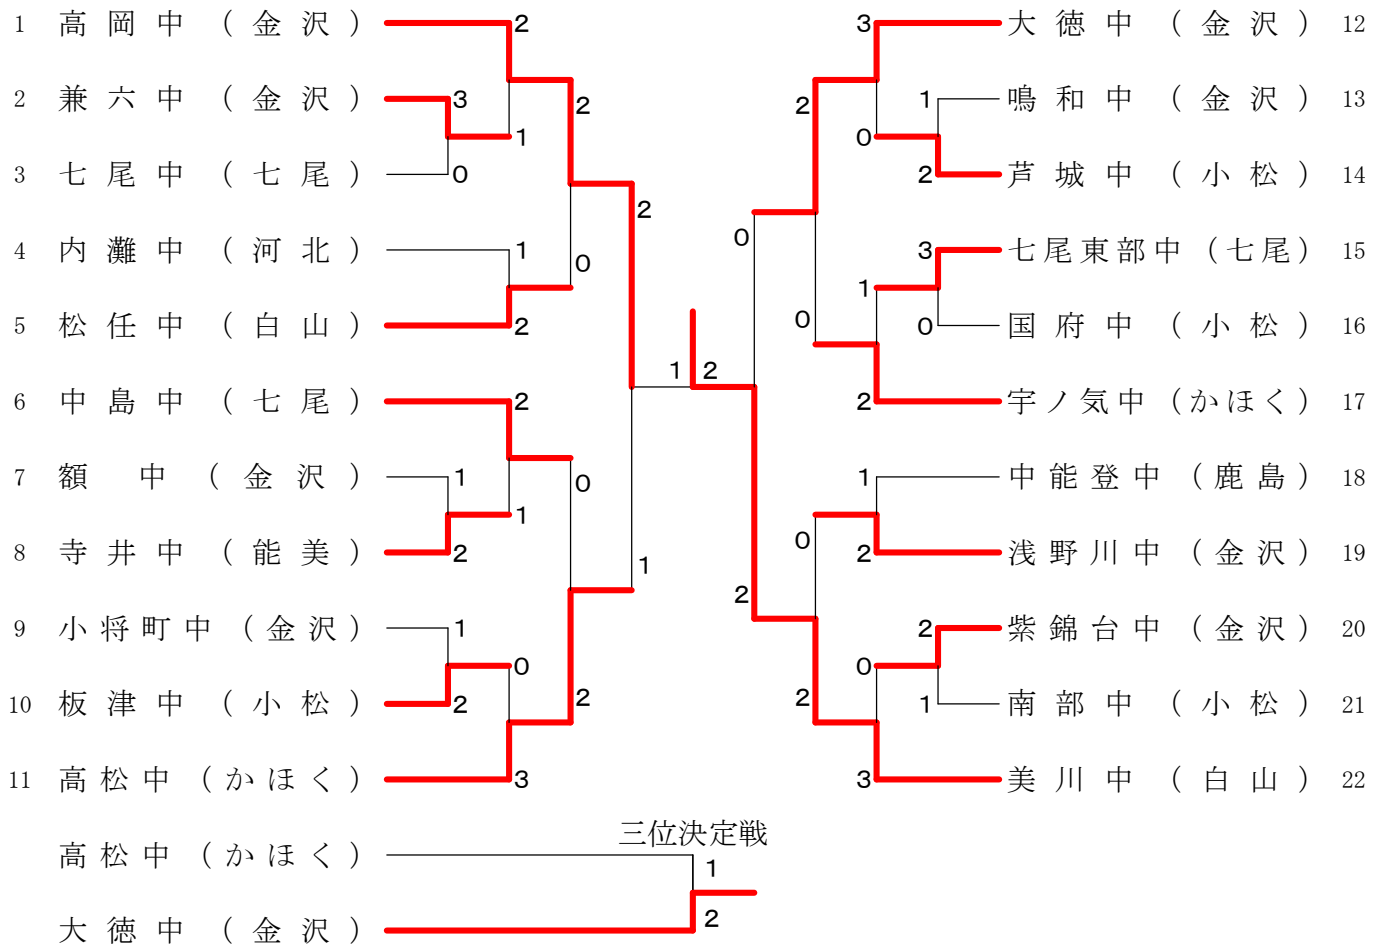 1 高岡中（金沢） 2 3 大徳中（金沢） 12
2 兼六中（金沢） 3 2 2 1 鳴和中（金沢） 13
1 0
3 七尾中（七尾） 0 2 芦城中（小松） 14
2 0
4 内灘中（河北） 1 3 七尾東部中（七尾） 15
0 1
5 松任中（白山） 2 0 0 国府中（小松） 16
1 2
6 中島中（七尾） 2 2 宇ノ気中（かほく） 17
7 額中（金沢） 1 0 1 中能登中（鹿島） 18
1 0
8 寺井中（能美） 2 2 浅野川中（金沢） 19
1 2
9 小将町中（金沢） 1 2 紫錦台中（金沢） 20
0 0
10 板津中（小松） 2 2 2 1 南部中（小松） 21
11 高松中（かほく） 3 3 美川中（白山） 22
三位決定戦
高松中（かほく） 1
大徳中（金沢） 2